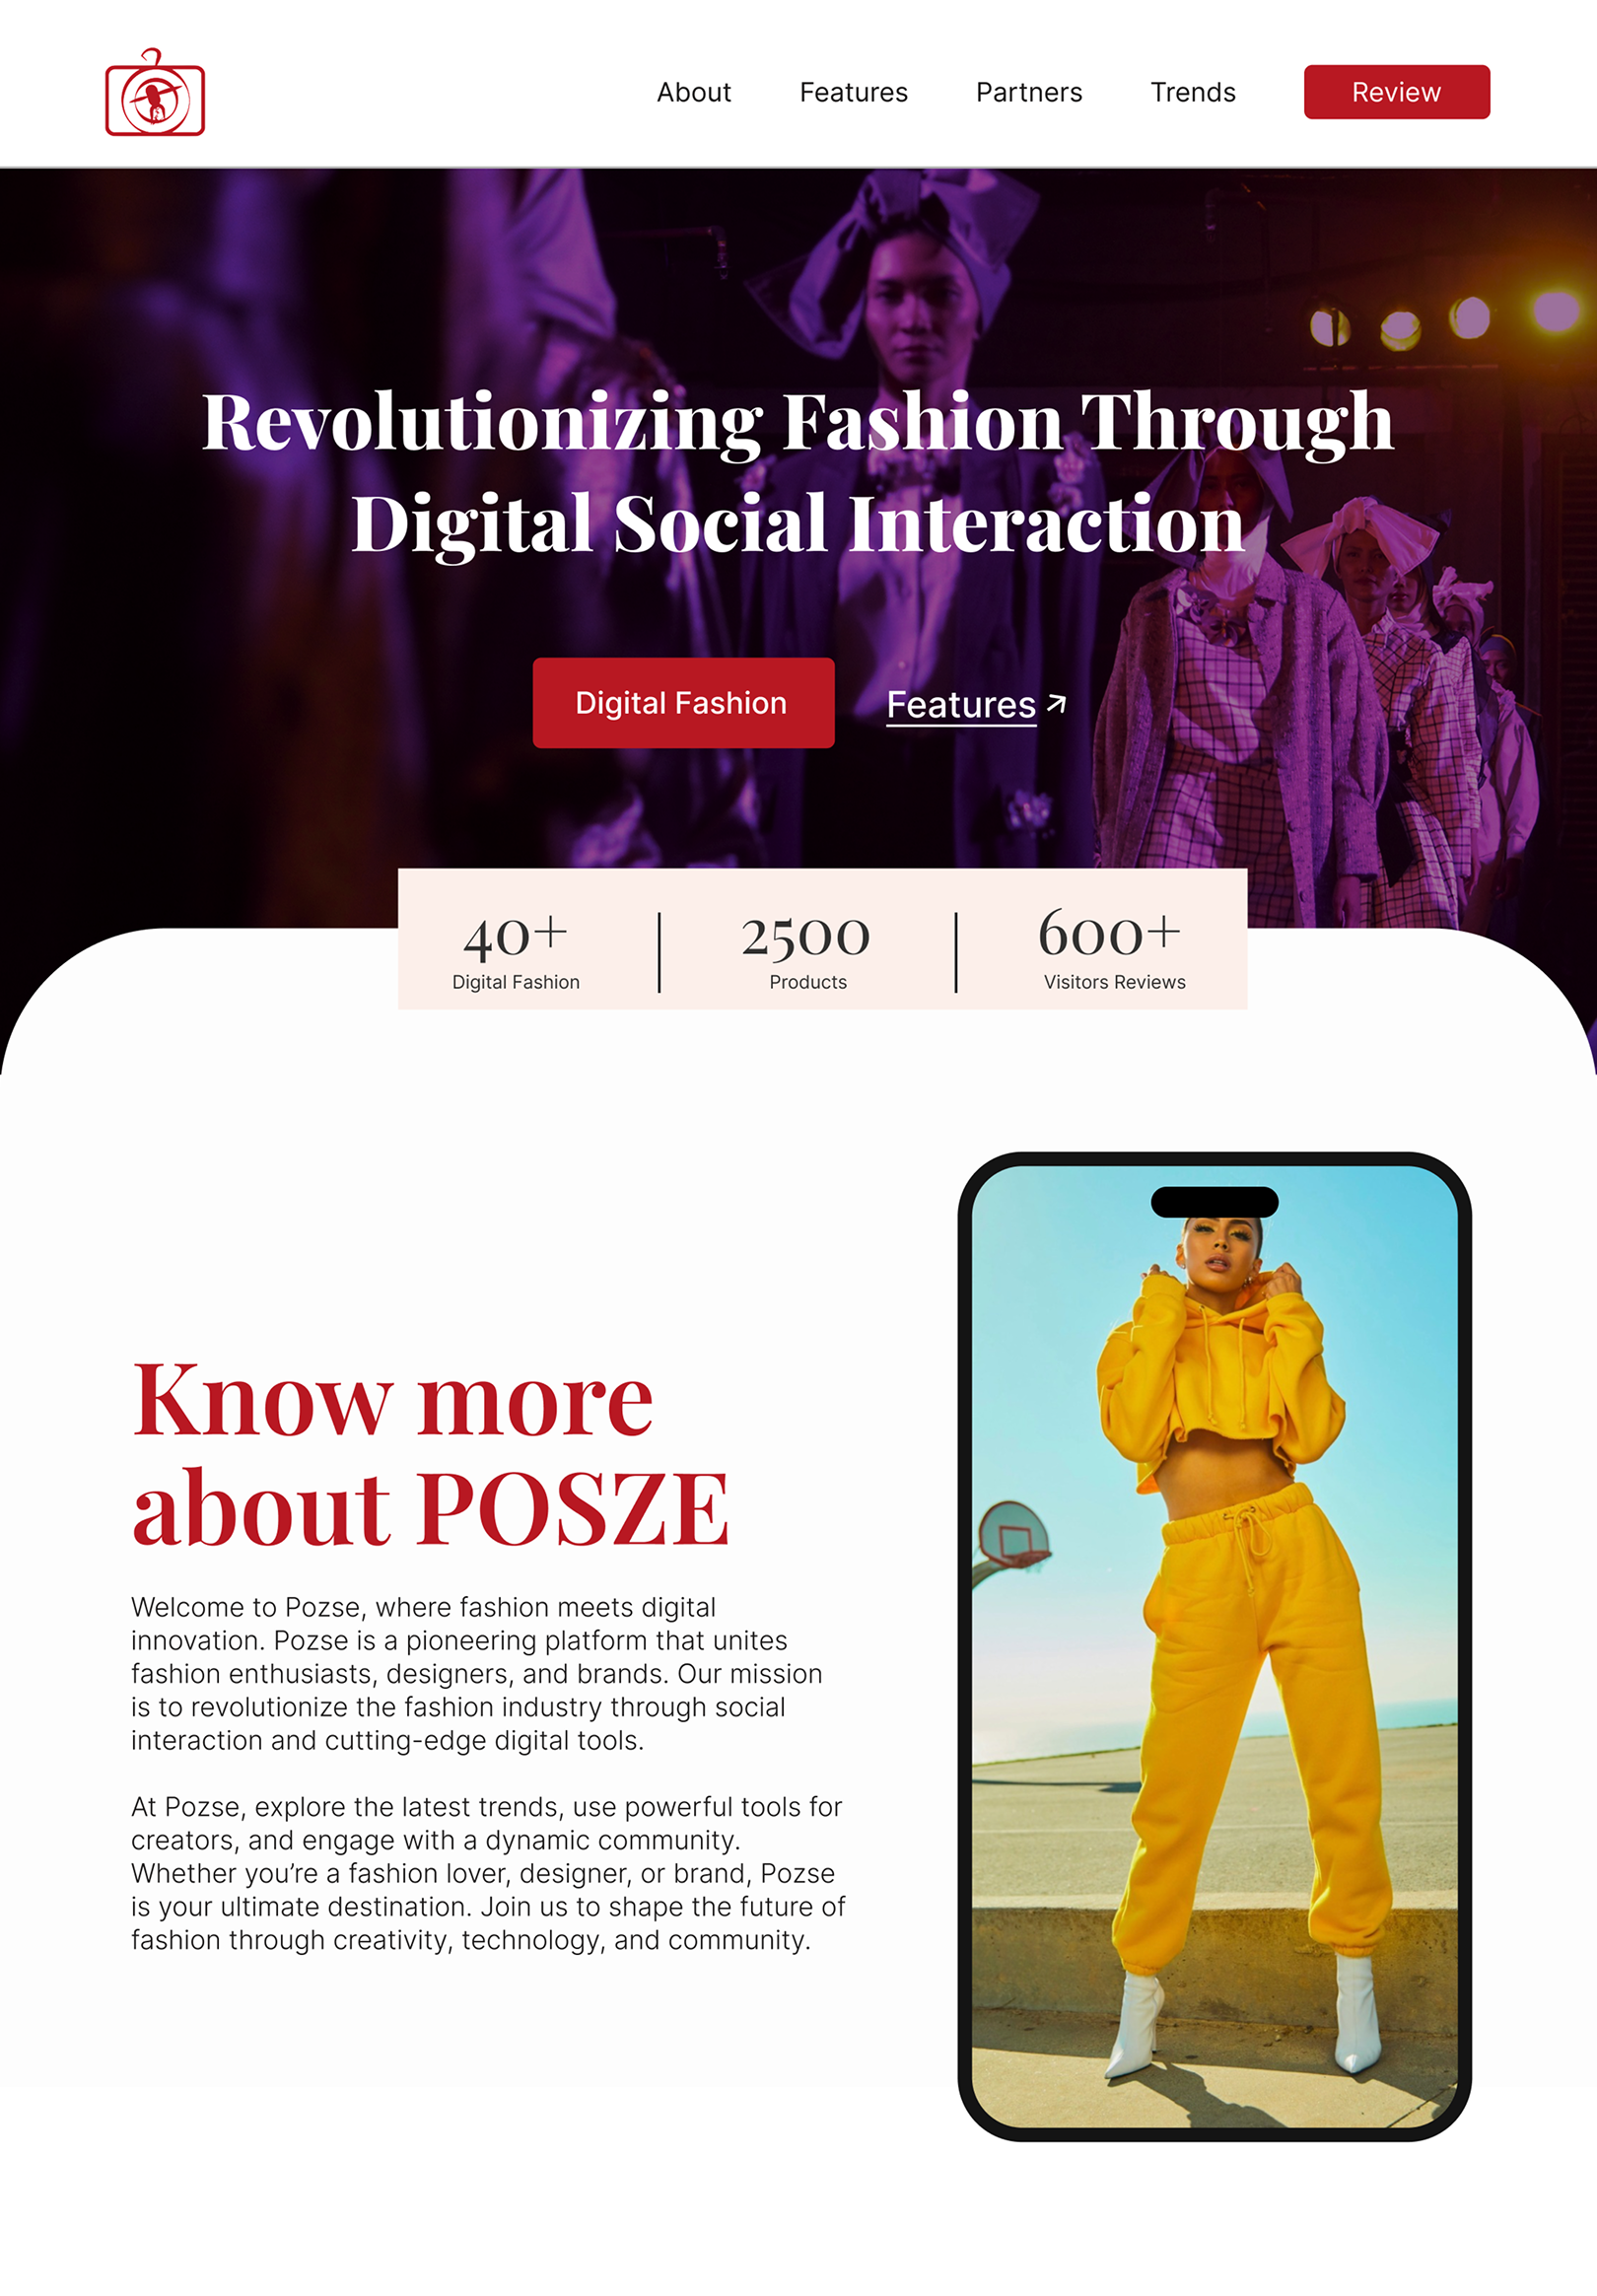 About Features Partners Trends Review
Revolutionizing Fashion Through
Digital Social Interaction
Digital Fashion Features
40+ 2500 600+
Digital Fashion Products Visitors Reviews
Know more
about POSZE
Welcome to Pozse, where fashion meets digital
innovation. Pozse is a pioneering platform that unites
fashion enthusiasts, designers, and brands. Our mission
is to revolutionize the fashion industry through social
interaction and cutting-edge digital tools.
At Pozse, explore the latest trends, use powerful tools for
creators, and engage with a dynamic community.
Whether you’re a fashion lover, designer, or brand, Pozse
is your ultimate destination. Join us to shape the future of
fashion through creativity, technology, and community.